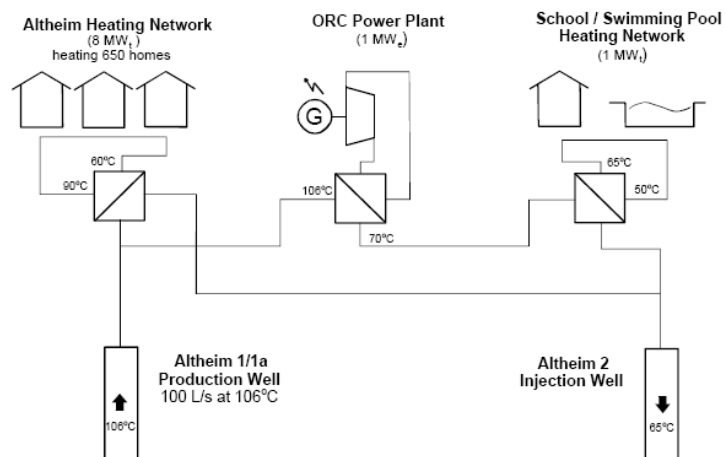 Altheim Heating Network
(8 MWt)
heating 650 homes
ORC Power Plant
(1 MWe)
School / Swimming Pool
Heating Network
(1 MWt)
G
60°C
90°C
106°C
70°C
65°C
50°C
Altheim 1/1a
Production Well
100 L/s at 106°C
106°C
Altheim 2
Injection Well
65°C